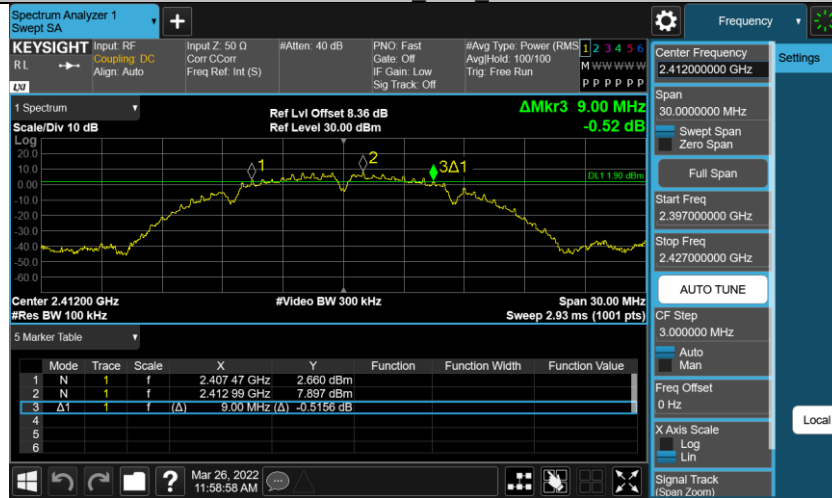 Spectrum Analyzer 1
Swept SA
Frequency
KEYSIGHT Input: RF Input Z: 50 Ω #Atten: 40 dB PNO: Fast #Avg Type: Power (RMS 1 2 3 4 5 6
RL Coupling: DC Corr CCorr Gate: Off Avg|Hold: 100/100 M W W W W W
Align: Auto Freq Ref: Int (S) IF Gain: Low Trig: Free Run
Sig Track: Off P P P P P P
LXI
1 Spectrum
Scale/Div 10 dB
Ref Lvl Offset 8.36 dB
Ref Level 30.00 dBm
ΔMkr3 9.00 MHz
-0.52 dB
Log
20.0
10.0
0.00
-10.0
-20.0
-30.0
-40.0
-50.0
-60.0
1
2
3Δ1
DL1 1.90 dBm
Center 2.41200 GHz #Video BW 300 kHz Span 30.00 MHz
#Res BW 100 kHz Sweep 2.93 ms (1001 pts)
5 Marker Table
Mode Trace Scale X Y Function Function Width Function Value
1 N 1 f 2.407 47 GHz 2.660 dBm
2 N 1 f 2.412 99 GHz 7.897 dBm
3 Δ1 1 f (Δ) 9.00 MHz (Δ) -0.5156 dB
4
5
6
?
Mar 26, 2022
11:58:58 AM
Center Frequency
2.412000000 GHz
Settings
Span
30.0000000 MHz
Swept Span
Zero Span
Full Span
Start Freq
2.397000000 GHz
Stop Freq
2.427000000 GHz
AUTO TUNE
CF Step
3.000000 MHz
Auto
Man
Freq Offset
0 Hz
Local
X Axis Scale
Log
Lin
Signal Track
(Span Zoom)